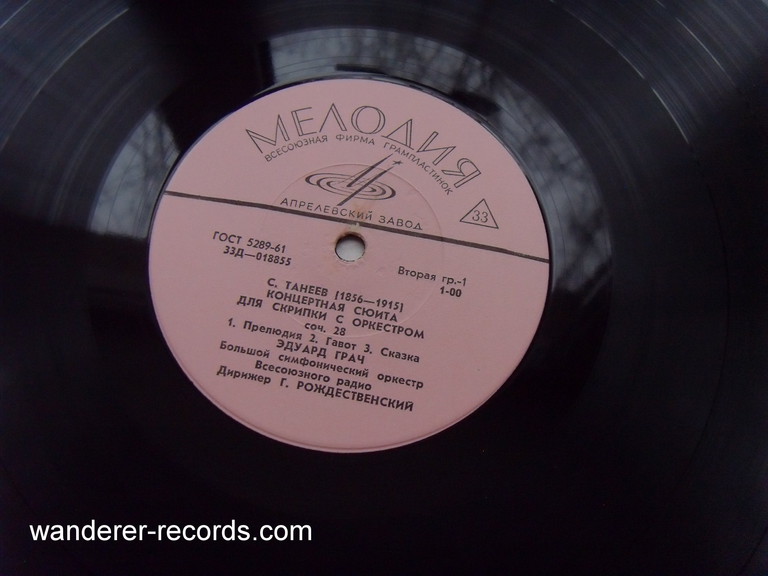 МЕЛОДИЯ
ВСЕСОЮЗНАЯ ФИРМА ГРАМПЛАСТИНОК
АПРЕЛЕВСКИЙ ЗАВОД
33
ГОСТ 5289-61
33Д—018855
Вторая гр.-1
1-00
С. ТАНЕЕВ [1856—1915]
КОНЦЕРТНАЯ СЮИТА
ДЛЯ СКРИПКИ С ОРКЕСТРОМ
соч. 28
1. Прелюдия 2. Гавот 3. Сказка
ЭДУАРД ГРАЧ
Большой симфонический оркестр
Всесоюзного радио
Дирижер Г. РОЖДЕСТВЕНСКИЙ
wanderer-records.com